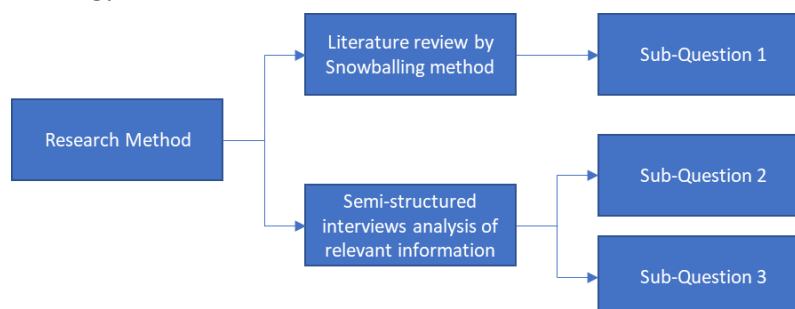 Literature review by
Snowballing method
Sub-Question 1
Research Method
Sub-Question 2
Semi-structured
interviews analysis of
relevant information
Sub-Question 3